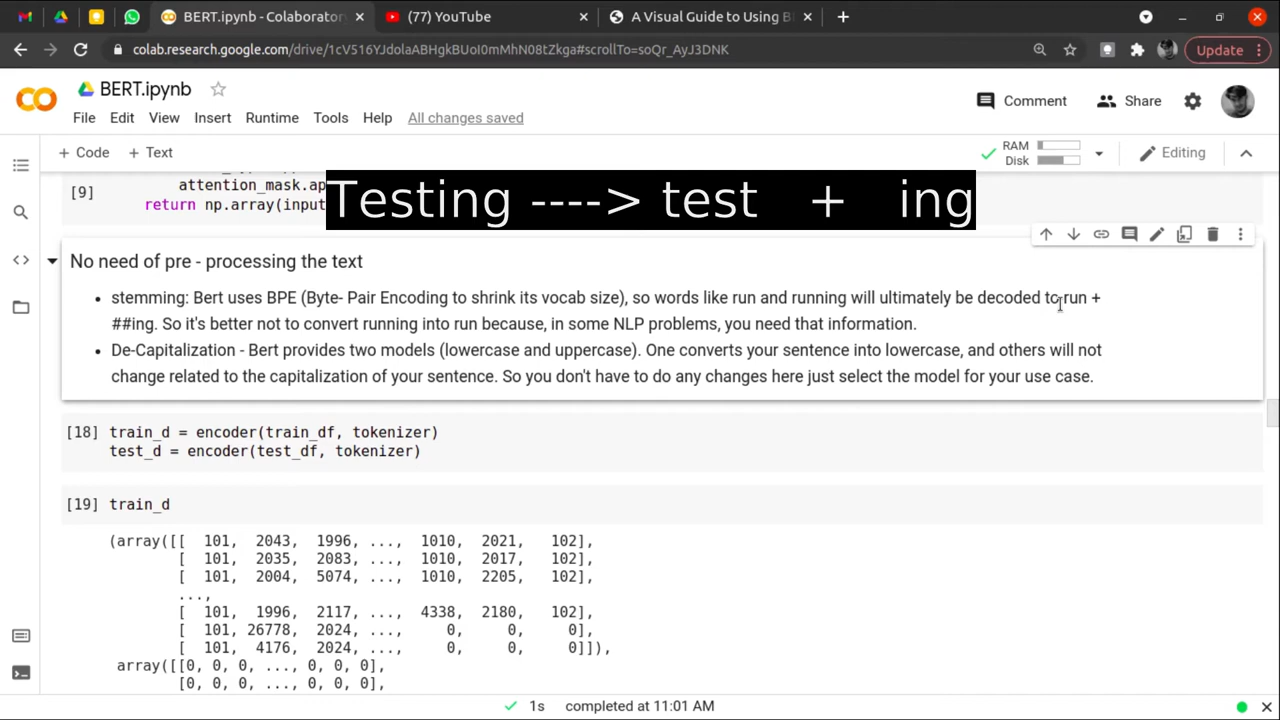 BERT.ipynb - Colaborator
(77) YouTube
A Visual Guide to Using B
colab.research.google.com/drive/1cV516YJdolaABHgkBUoI0mMhN08tZkga#scrollTo=soQr_AyJ3DNK
Update
BERT.ipynb
Comment
Share
File Edit View Insert Runtime Tools Help All changes saved
+ Code + Text
RAM
Disk
Editing
attention_mask.ap
[9] return np.array(input
Testing ----> test + ing
No need of pre - processing the text
• stemming: Bert uses BPE (Byte- Pair Encoding to shrink its vocab size), so words like run and running will ultimately be decoded to run +
##ing. So it's better not to convert running into run because, in some NLP problems, you need that information.
• De-Capitalization - Bert provides two models (lowercase and uppercase). One converts your sentence into lowercase, and others will not
change related to the capitalization of your sentence. So you don't have to do any changes here just select the model for your use case.
[18] train_d = encoder(train_df, tokenizer)
test_d = encoder(test_df, tokenizer)
[19] train_d
(array([[ 101, 2043, 1996, ..., 1010, 2021, 102],
[ 101, 2035, 2083, ..., 1010, 2017, 102],
[ 101, 2004, 5074, ..., 1010, 2205, 102],
...,
[ 101, 1996, 2117, ..., 4338, 2180, 102],
[ 101, 26778, 2024, ..., 0, 0, 0],
[ 101, 4176, 2024, ..., 0, 0, 0]]),
array([[0, 0, 0, ..., 0, 0, 0],
[0, 0, 0, ..., 0, 0, 0],
1s completed at 11:01 AM